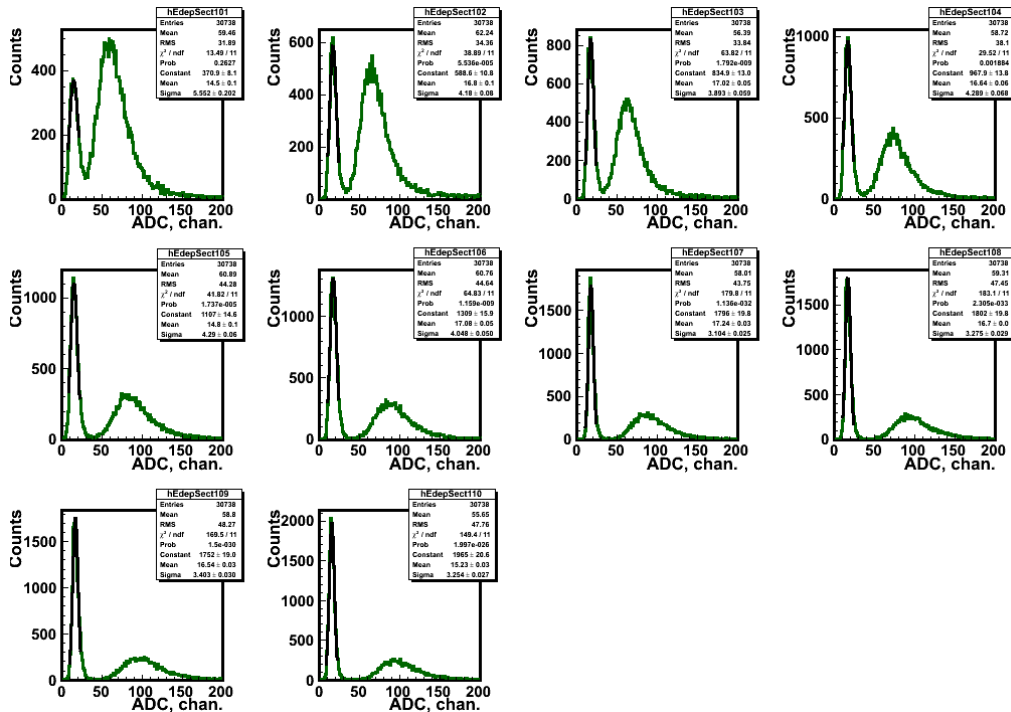 hEdepSect101
Entries 30738
Mean 59.46
RMS 31.89
χ² / ndf 13.49 / 11
Prob 0.2627
Constant 370.9 ± 8.1
Mean 14.5 ± 0.1
Sigma 5.552 ± 0.202
Counts
400
200
0
0 50 100 150 200
ADC, chan.
hEdepSect102
Entries 30738
Mean 62.24
RMS 34.36
χ² / ndf 38.89 / 11
Prob 5.536e-005
Constant 588.6 ± 10.8
Mean 16.8 ± 0.1
Sigma 4.18 ± 0.08
Counts
600
400
200
0
0 50 100 150 200
ADC, chan.
hEdepSect103
Entries 30738
Mean 56.39
RMS 33.84
χ² / ndf 63.82 / 11
Prob 1.792e-009
Constant 834.9 ± 13.0
Mean 17.02 ± 0.05
Sigma 3.893 ± 0.059
Counts
800
600
400
200
0
0 50 100 150 200
ADC, chan.
hEdepSect104
Entries 30738
Mean 58.72
RMS 38.1
χ² / ndf 29.52 / 11
Prob 0.001884
Constant 967.9 ± 13.8
Mean 16.64 ± 0.06
Sigma 4.289 ± 0.068
Counts
1000
500
0
0 50 100 150 200
ADC, chan.
hEdepSect105
Entries 30738
Mean 60.89
RMS 44.28
χ² / ndf 41.82 / 11
Prob 1.737e-005
Constant 1107 ± 14.6
Mean 14.8 ± 0.1
Sigma 4.29 ± 0.06
Counts
1000
500
0
0 50 100 150 200
ADC, chan.
hEdepSect106
Entries 30738
Mean 60.76
RMS 44.64
χ² / ndf 64.83 / 11
Prob 1.159e-009
Constant 1309 ± 15.9
Mean 17.08 ± 0.05
Sigma 4.048 ± 0.050
Counts
1000
500
0
0 50 100 150 200
ADC, chan.
hEdepSect107
Entries 30738
Mean 58.01
RMS 43.75
χ² / ndf 179.8 / 11
Prob 1.136e-032
Constant 1796 ± 19.8
Mean 17.24 ± 0.03
Sigma 3.104 ± 0.025
Counts
1500
1000
500
0
0 50 100 150 200
ADC, chan.
hEdepSect108
Entries 30738
Mean 59.31
RMS 47.45
χ² / ndf 183.1 / 11
Prob 2.305e-033
Constant 1802 ± 19.8
Mean 16.7 ± 0.0
Sigma 3.275 ± 0.029
Counts
1500
1000
500
0
0 50 100 150 200
ADC, chan.
hEdepSect109
Entries 30738
Mean 58.8
RMS 48.27
χ² / ndf 169.5 / 11
Prob 1.5e-030
Constant 1752 ± 19.0
Mean 16.54 ± 0.03
Sigma 3.403 ± 0.030
Counts
1500
1000
500
0
0 50 100 150 200
ADC, chan.
hEdepSect110
Entries 30738
Mean 55.65
RMS 47.76
χ² / ndf 149.4 / 11
Prob 1.997e-026
Constant 1965 ± 20.6
Mean 15.23 ± 0.03
Sigma 3.254 ± 0.027
Counts
2000
1500
1000
500
0
0 50 100 150 200
ADC, chan.